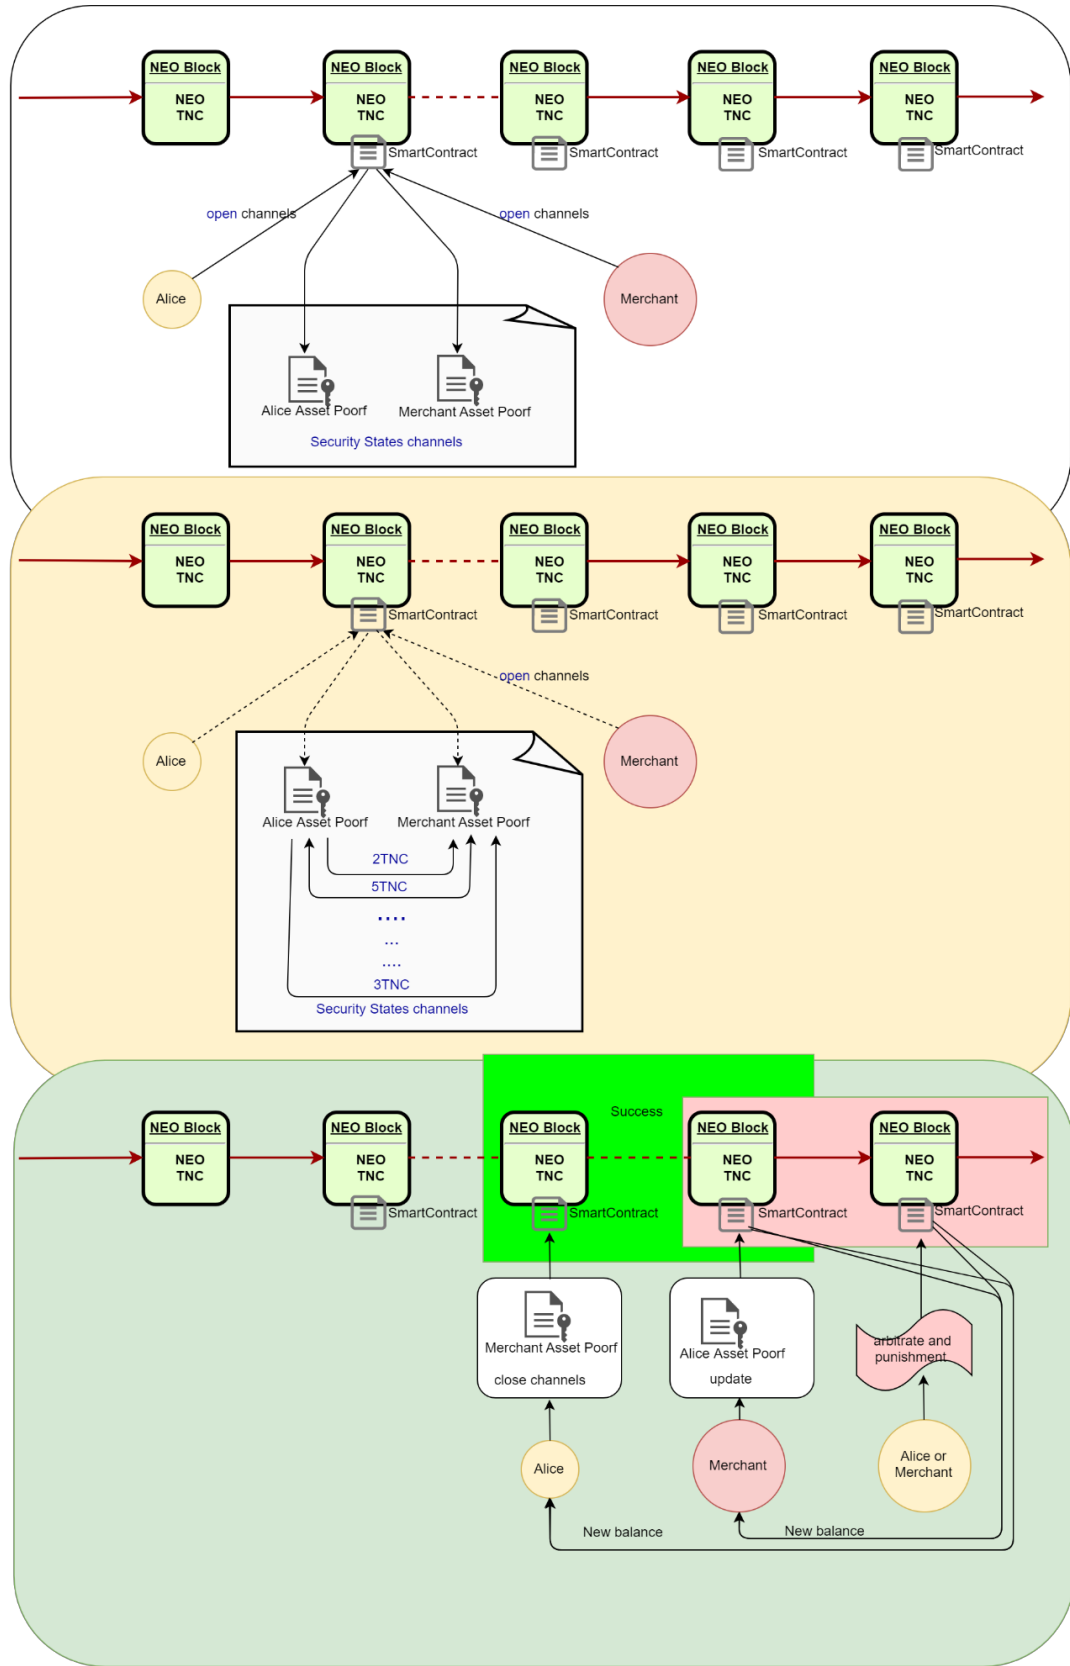 NEO Block
NEO Block
NEO Block
NEO Block
NEO Block
NEO
TNC
NEO
TNC
NEO
TNC
NEO
TNC
NEO
TNC
SmartContract
SmartContract
SmartContract
SmartContract
open channels
open channels
Alice
Merchant
Alice Asset Poorf
Merchant Asset Poorf
Security States channels
NEO Block
NEO Block
NEO Block
NEO Block
NEO Block
NEO
TNC
NEO
TNC
NEO
TNC
NEO
TNC
NEO
TNC
SmartContract
SmartContract
SmartContract
SmartContract
open channels
Alice
Merchant
Alice Asset Poorf
Merchant Asset Poorf
2TNC
5TNC
....
...
....
3TNC
Security States channels
Success
NEO Block
NEO Block
NEO Block
NEO Block
NEO Block
NEO
TNC
NEO
TNC
NEO
TNC
NEO
TNC
NEO
TNC
SmartContract
SmartContract
SmartContract
SmartContract
Merchant Asset Poorf
close channels
Alice Asset Poorf
update
arbitrate and
punishment
Alice
Merchant
Alice or
Merchant
New balance
New balance